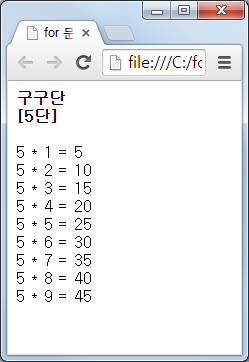 for 문
file:///C:/fo
구구단
[5단]
5 * 1 = 5
5 * 2 = 10
5 * 3 = 15
5 * 4 = 20
5 * 5 = 25
5 * 6 = 30
5 * 7 = 35
5 * 8 = 40
5 * 9 = 45